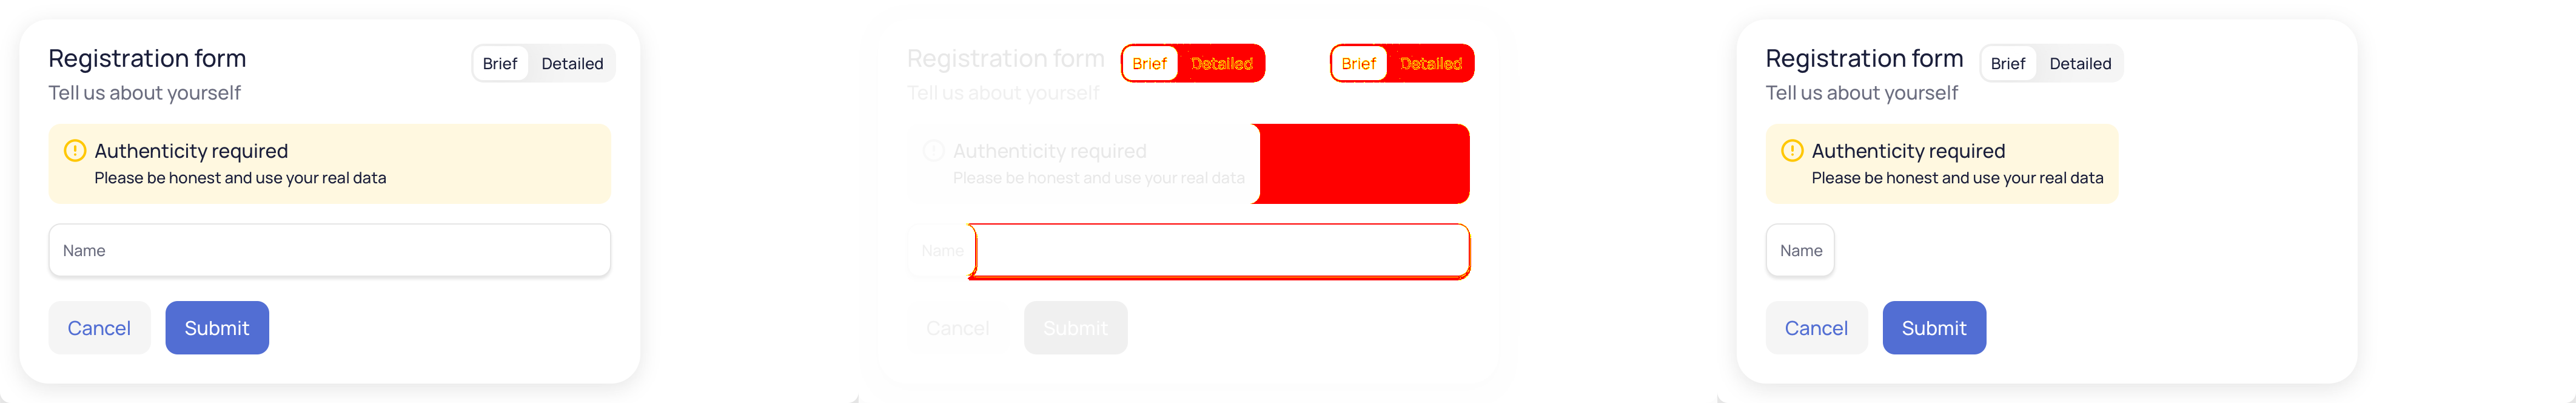 Registration form
Brief Detailed
Tell us about yourself
Authenticity required
Please be honest and use your real data
Name
Cancel Submit
Registration form
Brief Detailed
Brief Detailed
Tell us about yourself
Authenticity required
Please be honest and use your real data
Name
Cancel Submit
Registration form
Brief Detailed
Tell us about yourself
Authenticity required
Please be honest and use your real data
Name
Cancel Submit